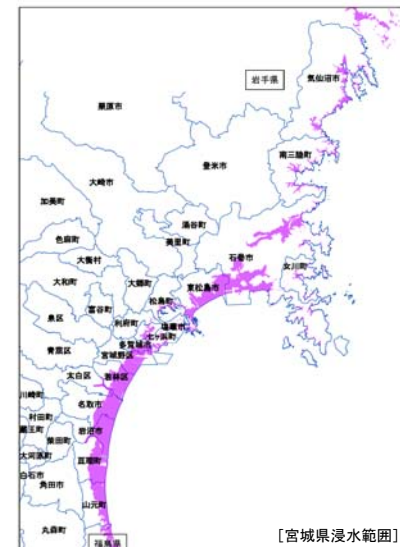 岩手県
気仙沼市
栗原市
南三陸町
登米市
大崎市
加美町
涌谷町
美里町
色麻町
石巻市
女川町
大衡村
大和町
大郷町
東松島市
松島町
富谷町
泉区
利府町
塩竈市
七ヶ浜町
多賀城市
宮城野区
青葉区
太白区
若林区
川崎町
名取市
村田町
蔵王町
岩沼市
柴田町
大河原町
亘理町
白石市
角田市
山元町
丸森町
福島県
[宮城県浸水範囲]